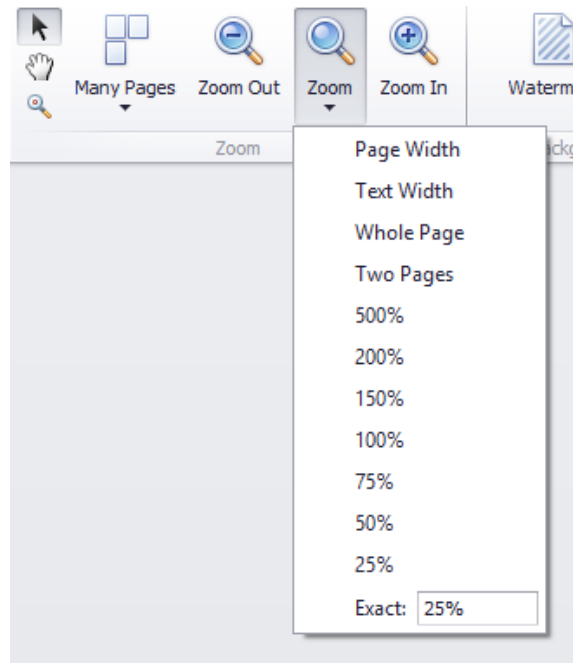 Many Pages
Zoom Out
Zoom
Zoom In
Waterm
Zoom
ackg
Page Width
Text Width
Whole Page
Two Pages
500%
200%
150%
100%
75%
50%
25%
Exact: 25%